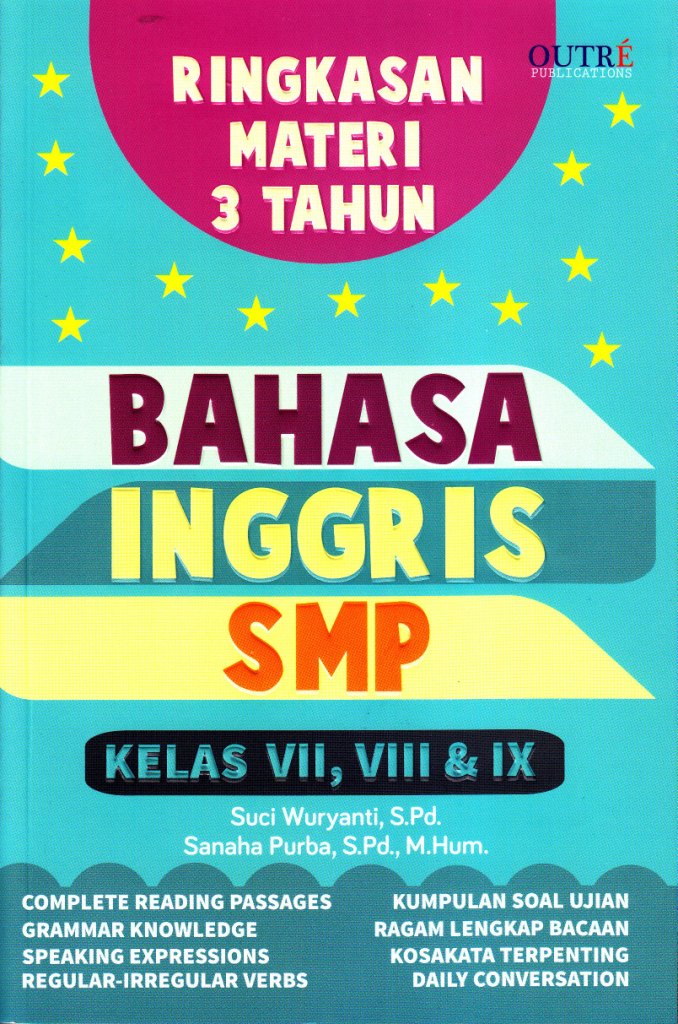 OUTRÉ
PUBLICATIONS
RINGKASAN
MATERI
3 TAHUN
BAHASA
INGGRIS
SMP
KELAS VII, VIII & IX
Suci Wuryanti, S.Pd.
Sanaha Purba, S.Pd., M.Hum.
COMPLETE READING PASSAGES
GRAMMAR KNOWLEDGE
SPEAKING EXPRESSIONS
REGULAR-IRREGULAR VERBS
KUMPULAN SOAL UJIAN
RAGAM LENGKAP BACAAN
KOSAKATA TERPENTING
DAILY CONVERSATION